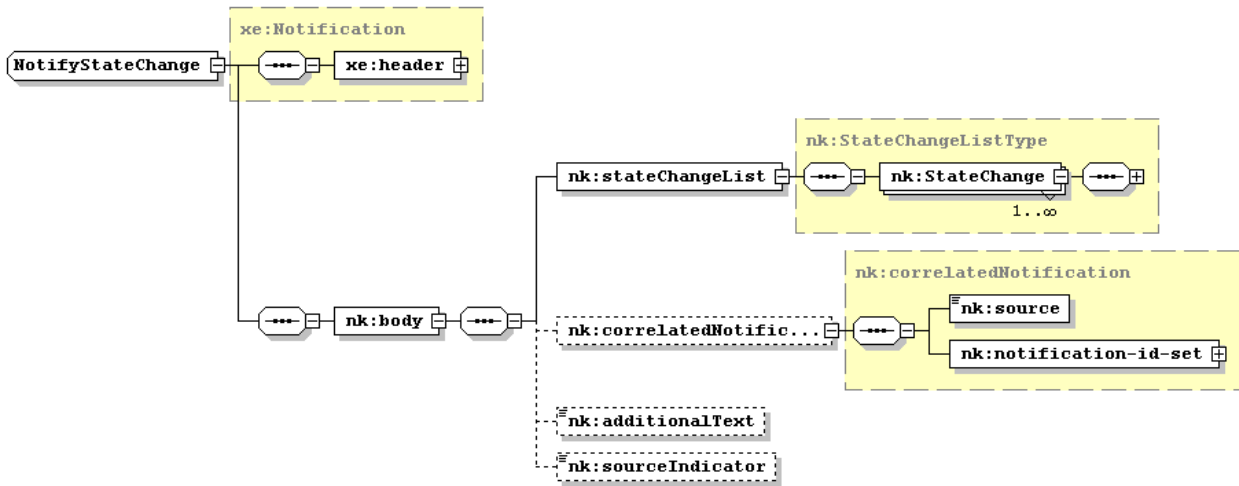 xe:Notification
NotifyStateChange
xe:header
nk:StateChangeListType
nk:stateChangeList
nk:StateChange
1..∞
nk:correlatedNotification
nk:source
nk:body
nk:correlatedNotific...
nk:notification-id-set
nk:additionalText
nk:sourceIndicator